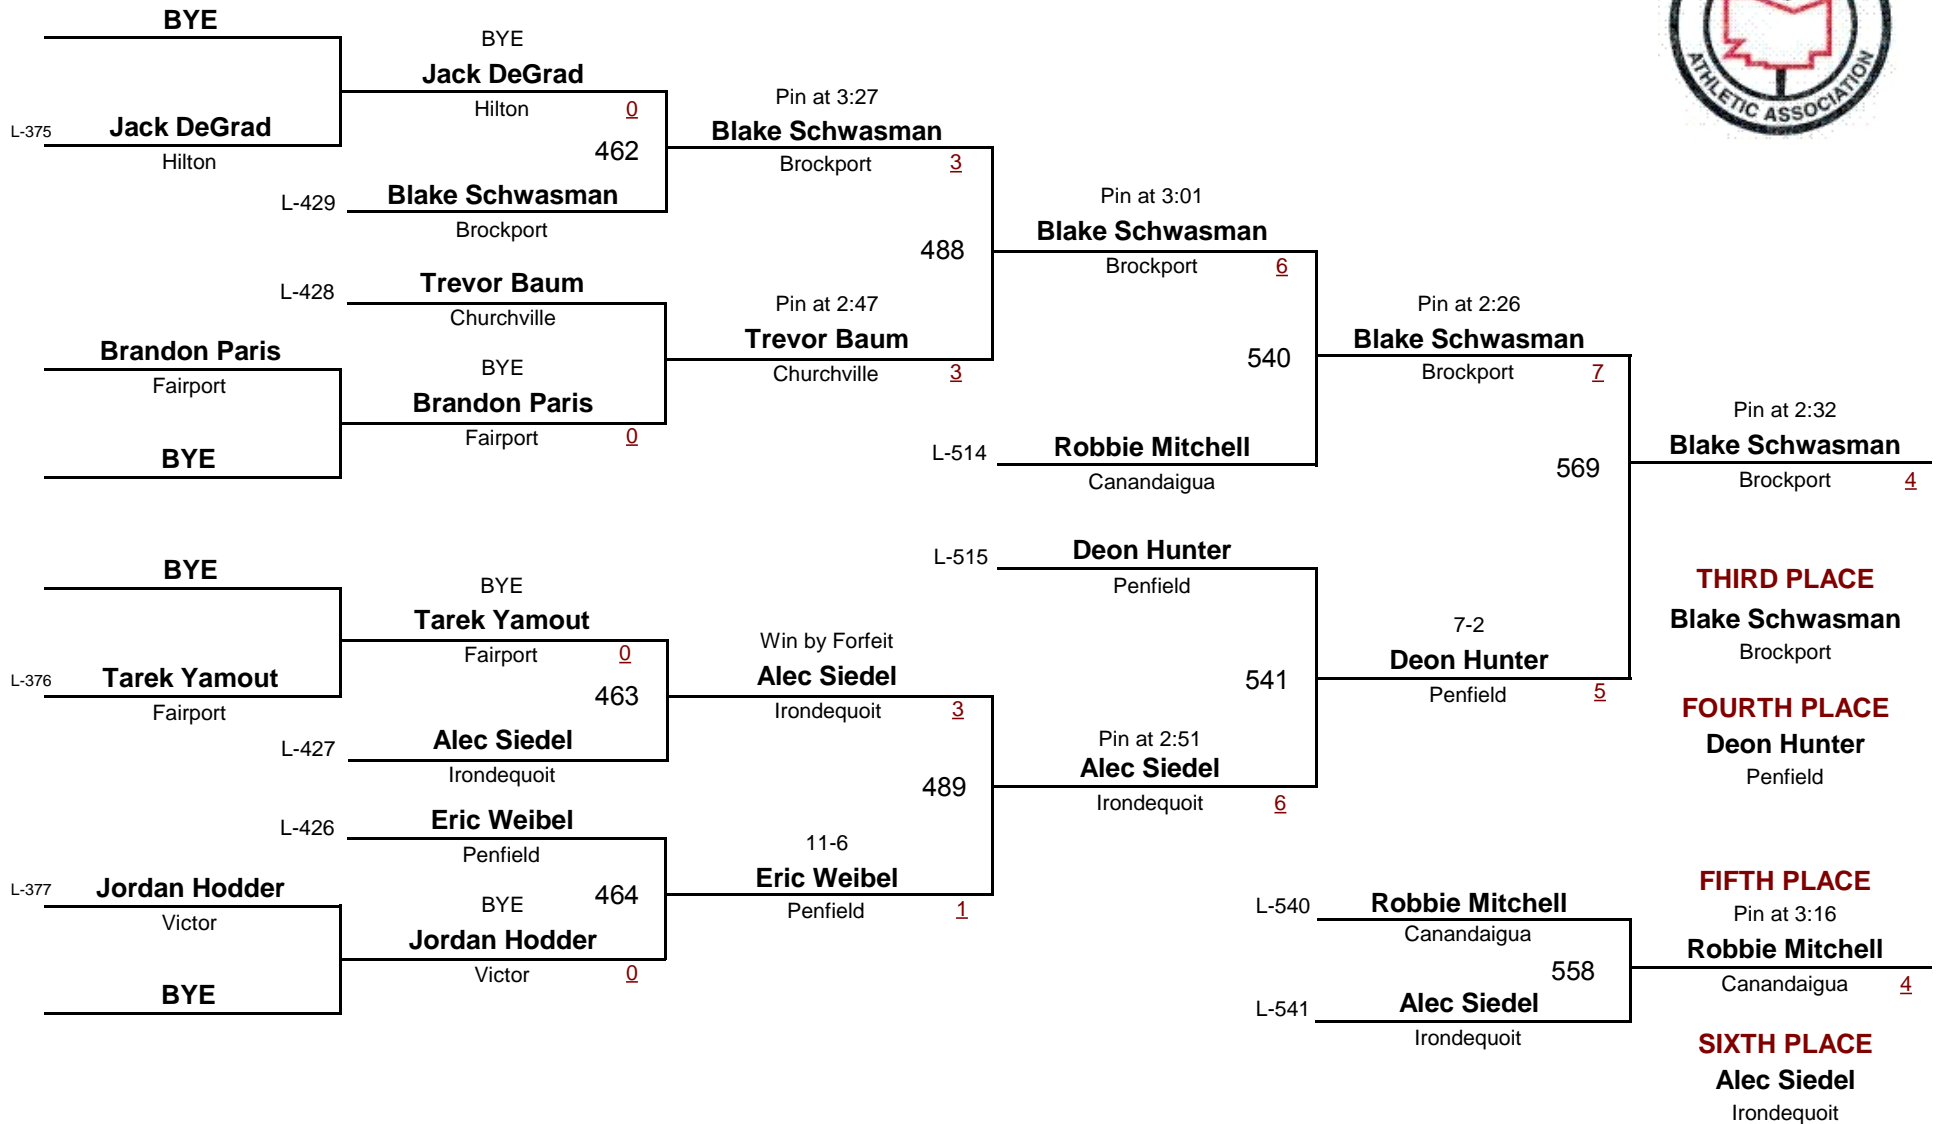 BYE
L-375 Jack DeGrad
Hilton
BYE
Jack DeGrad
Hilton 0
462
L-429 Blake Schwasman
Brockport
Pin at 3:27
Blake Schwasman
Brockport 3
L-428 Trevor Baum
Churchville
Brandon Paris
Fairport
BYE
BYE
Brandon Paris
Fairport 0
Pin at 2:47
Trevor Baum
Churchville 3
488
Pin at 3:01
Blake Schwasman
Brockport 6
540
L-514 Robbie Mitchell
Canandaigua
Pin at 2:26
Blake Schwasman
Brockport 7
569
Pin at 2:32
Blake Schwasman
Brockport 4
BYE
L-376 Tarek Yamout
Fairport
BYE
Tarek Yamout
Fairport 0
463
L-427 Alec Siedel
Irondequoit
Win by Forfeit
Alec Siedel
Irondequoit 3
L-426 Eric Weibel
Penfield
L-377 Jordan Hodder
Victor
BYE
BYE
464
Jordan Hodder
Victor 0
11-6
Eric Weibel
Penfield 1
489
L-515 Deon Hunter
Penfield
541
Pin at 2:51
Alec Siedel
Irondequoit 6
7-2
Deon Hunter
Penfield 5
THIRD PLACE
Blake Schwasman
Brockport
FOURTH PLACE
Deon Hunter
Penfield
L-540 Robbie Mitchell
Canandaigua
558
L-541 Alec Siedel
Irondequoit
FIFTH PLACE
Pin at 3:16
Robbie Mitchell
Canandaigua 4
SIXTH PLACE
Alec Siedel
Irondequoit
ATHLETIC ASSOCIATION